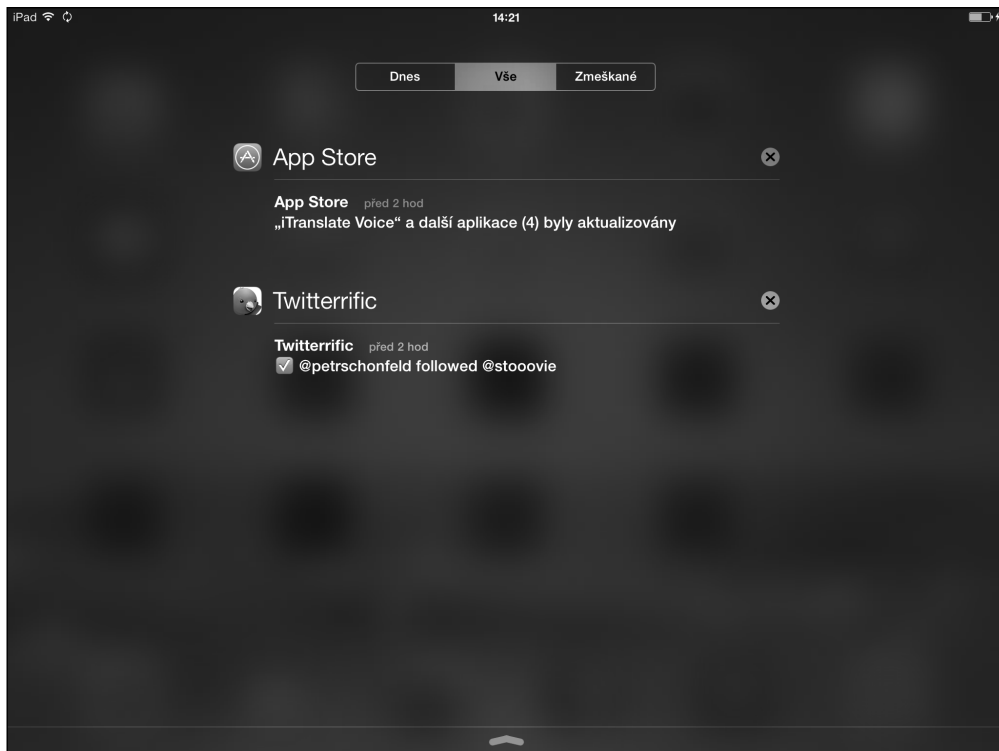 iPad 14:21
Dnes Vše Zmeškané
App Store
App Store před 2 hod
„iTranslate Voice“ a další aplikace (4) byly aktualizovány
Twitterrific
Twitterrific před 2 hod
@petrschonfeld followed @stooovie